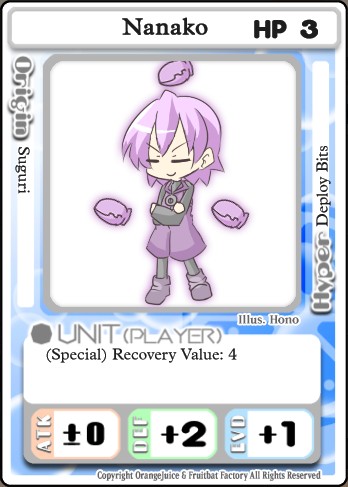 Nanako HP 3
Origin
Suguri
Hyper
Deploy Bits
Illus. Hono
UNIT (PLAYER)
(Special) Recovery Value: 4
ATK ±0 DEF +2 EVD +1
Copyright Orangejuice & Fruitbat Factory All Rights Reserved